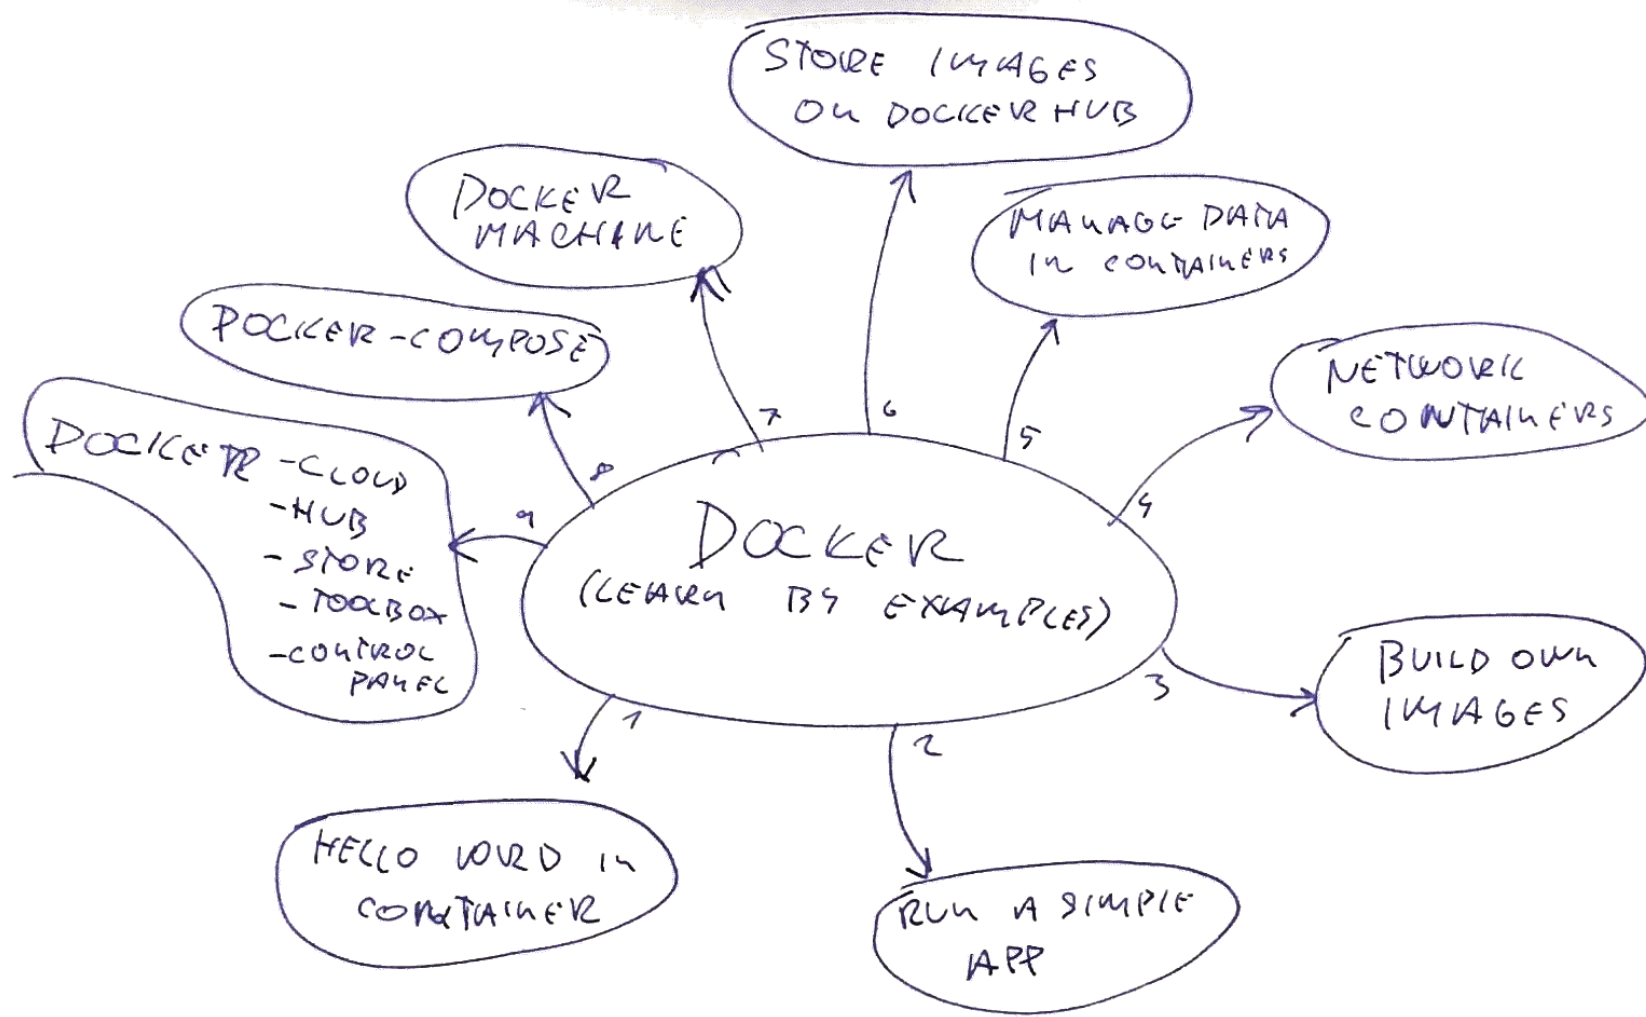 STORE IMAGES
ON DOCKER HUB
DOCKER
MACHINE
MANAGE DATA
IN CONTAINERS
DOCKER-COMPOSE
NETWORK
CONTAINERS
7
6
5
4
8
9
DOCKER -CLOUD
-HUB
- STORE
- TOOLBOX
-CONTROL
PANEL
DOCKER
(LEARN BY EXAMPLES)
3
BUILD OWN
IMAGES
1
2
HELLO WORD IN
CONTAINER
RUN A SIMPLE
APP